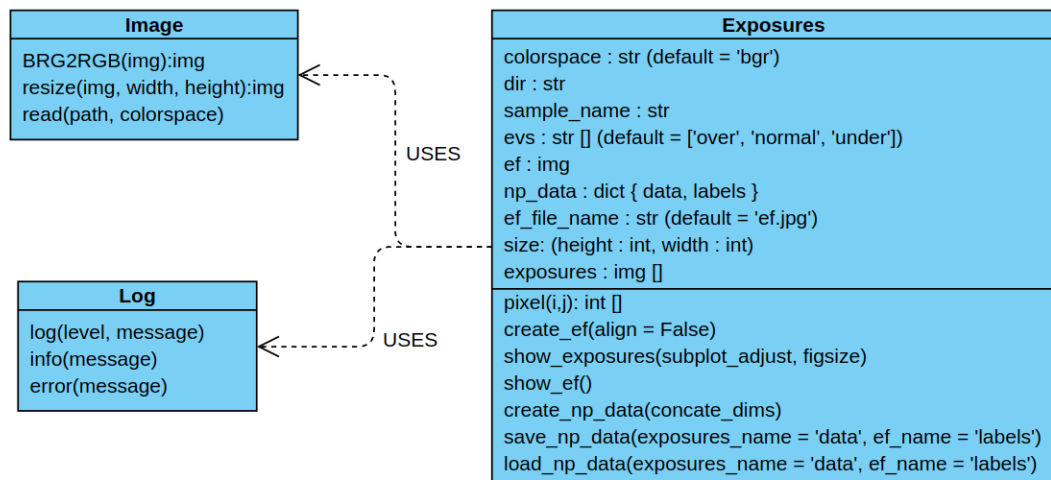 Image
BRG2RGB(img):img
resize(img, width, height):img
read(path, colorspace)
USES
Log
log(level, message)
info(message)
error(message)
USES
Exposures
colorspace : str (default = 'bgr')
dir : str
sample_name : str
evs : str [] (default = ['over', 'normal', 'under'])
ef : img
np_data : dict { data, labels }
ef_file_name : str (default = 'ef.jpg')
size: (height : int, width : int)
exposures : img []
pixel(i,j): int []
create_ef(align = False)
show_exposures(subplot_adjust, figsize)
show_ef()
create_np_data(concate_dims)
save_np_data(exposures_name = 'data', ef_name = 'labels')
load_np_data(exposures_name = 'data', ef_name = 'labels')